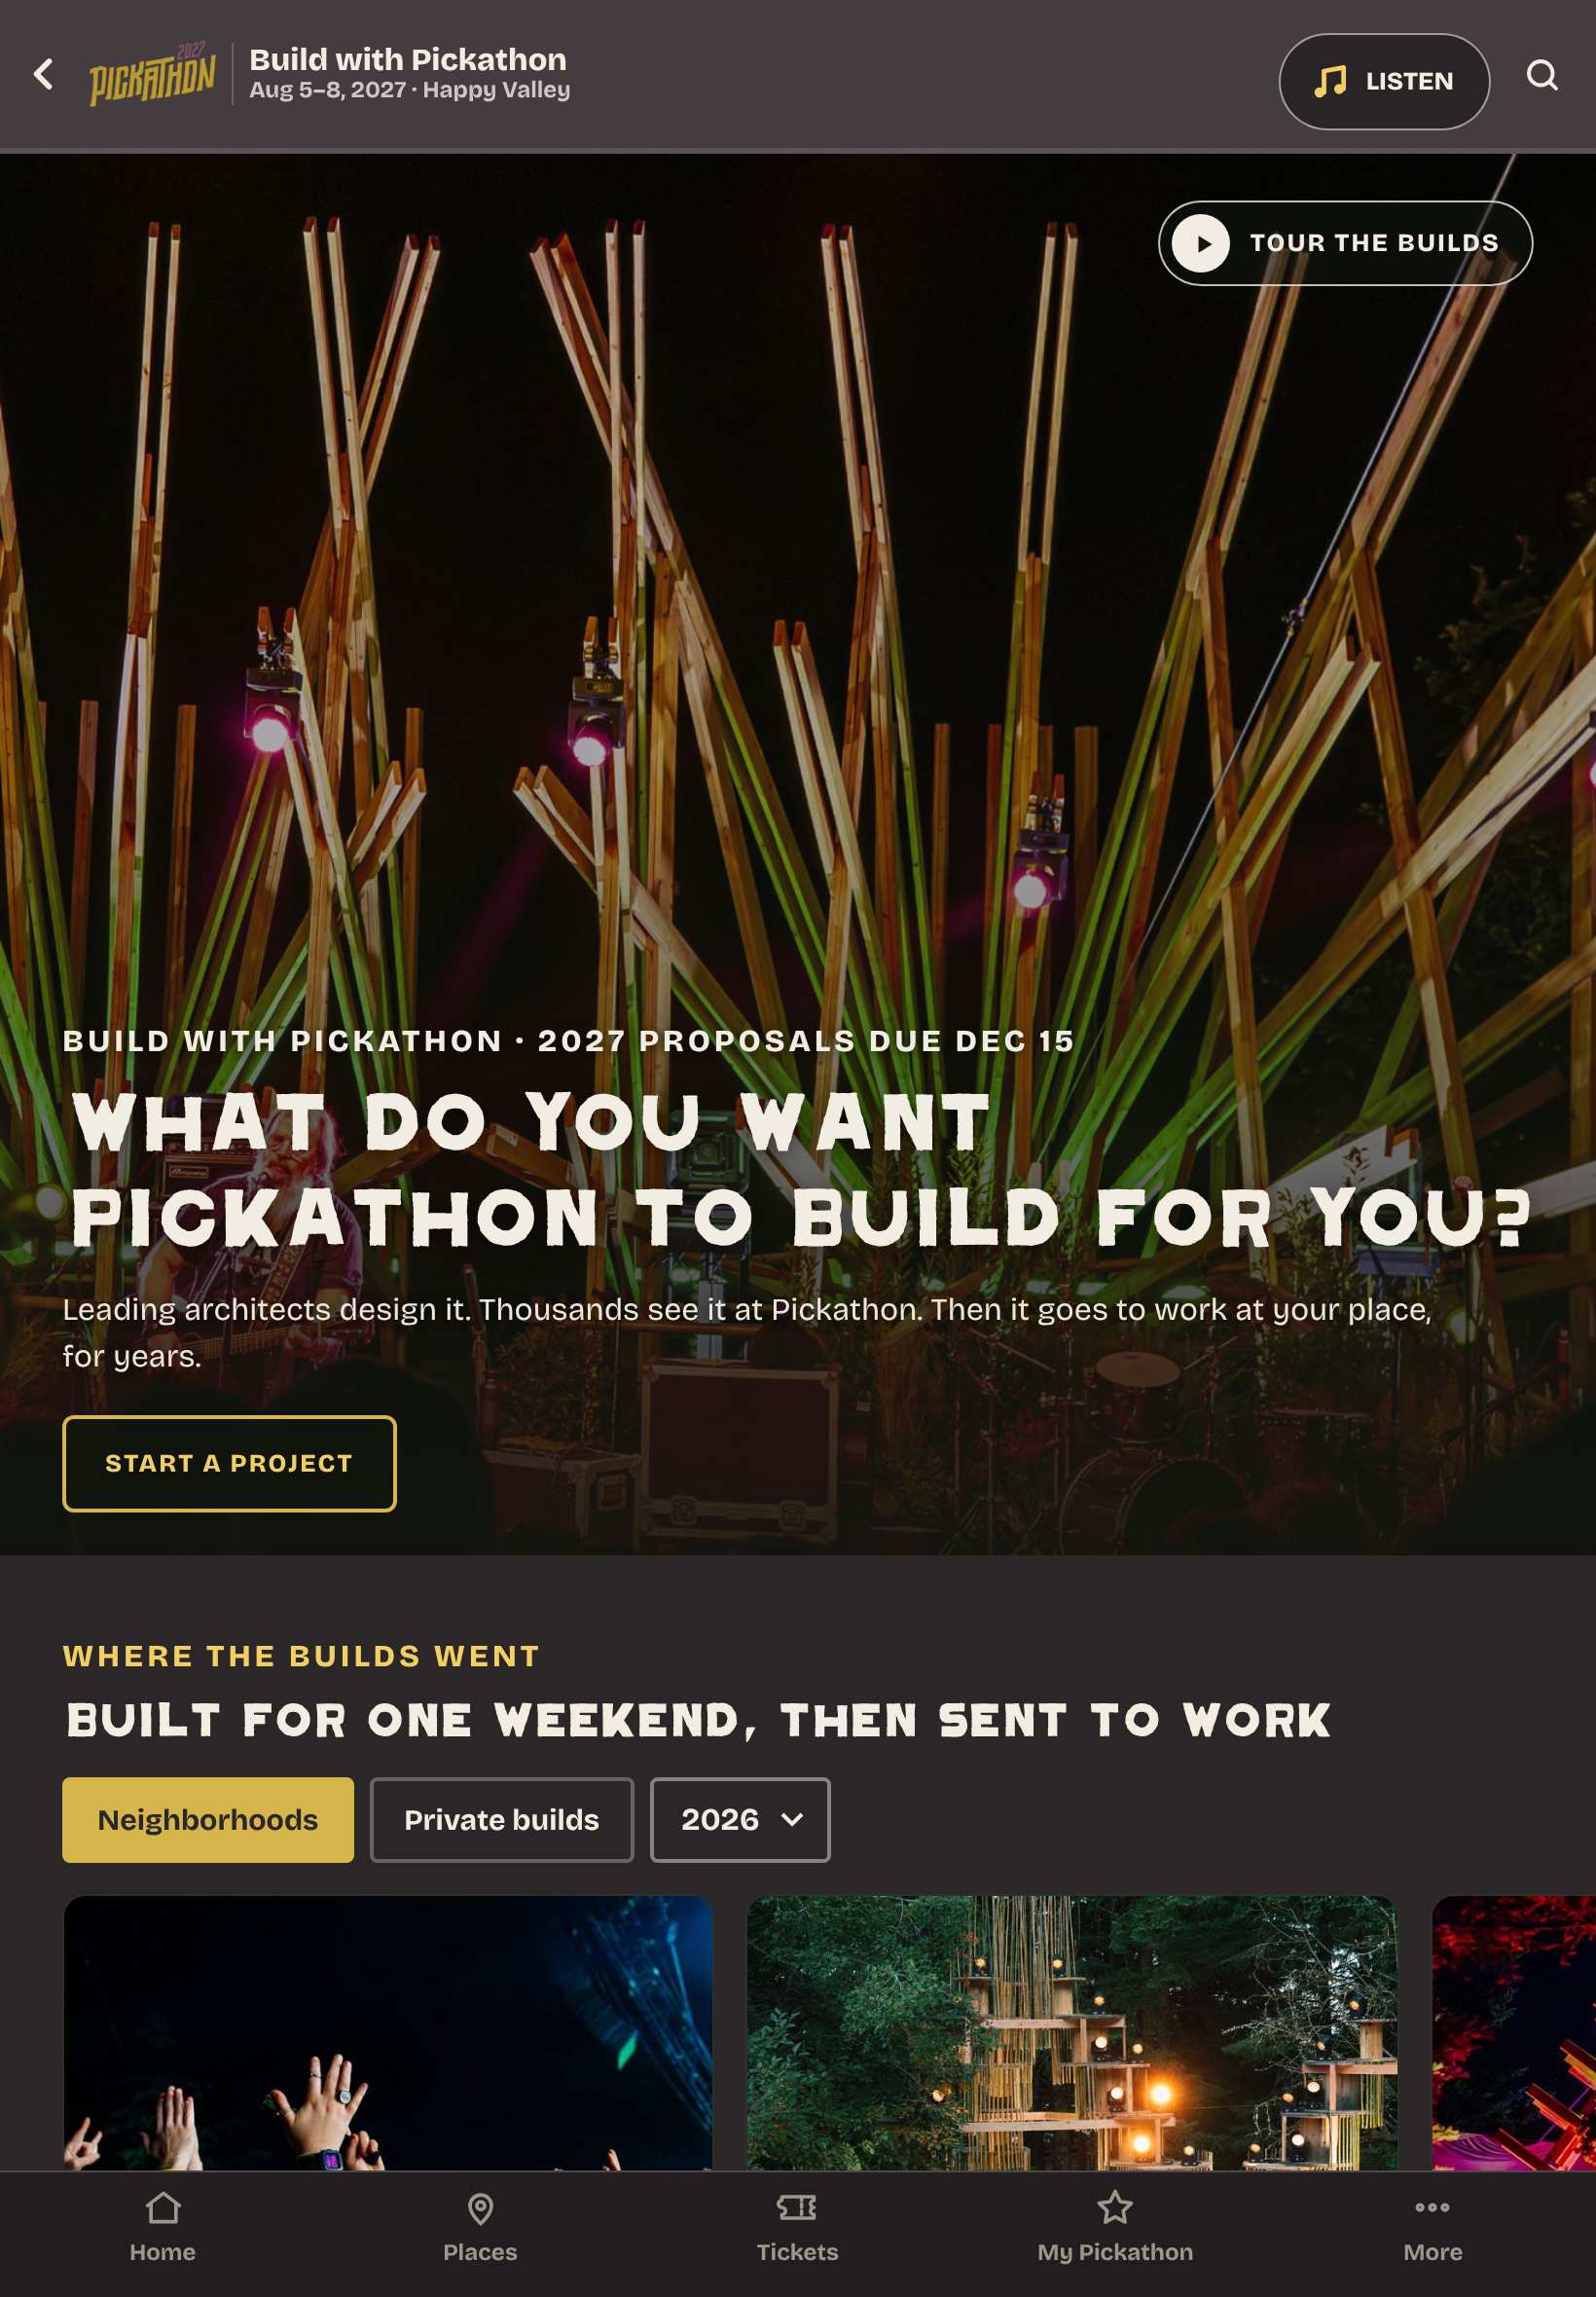 2027
PICKATHON
Build with Pickathon
Aug 5–8, 2027 · Happy Valley
LISTEN
TOUR THE BUILDS
BUILD WITH PICKATHON · 2027 PROPOSALS DUE DEC 15
WHAT DO YOU WANT
PICKATHON TO BUILD FOR YOU?
Leading architects design it. Thousands see it at Pickathon. Then it goes to work at your place,
for years.
START A PROJECT
WHERE THE BUILDS WENT
BUILT FOR ONE WEEKEND, THEN SENT TO WORK
Neighborhoods
Private builds
2026
Home
Places
Tickets
My Pickathon
More